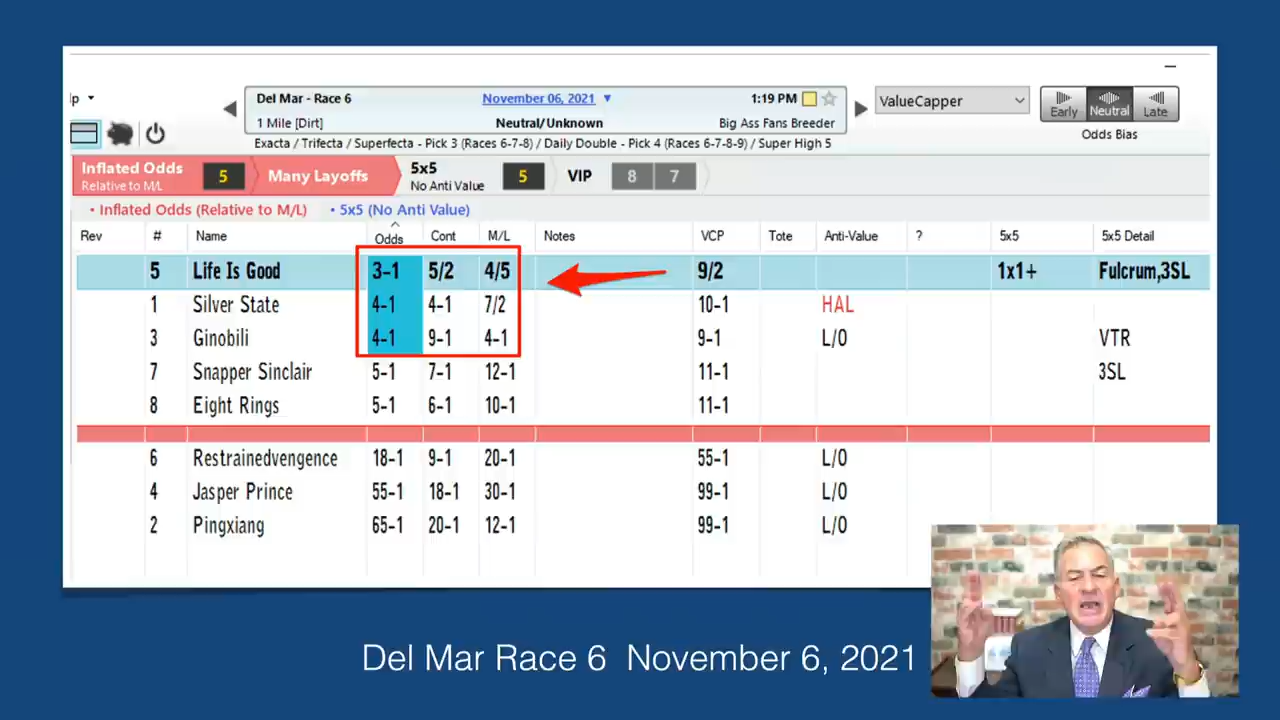 lp
Del Mar - Race 6 November 06, 2021 1:19 PM
1 Mile [Dirt] Neutral/Unknown Big Ass Fans Breeder
Exacta / Trifecta / Superfecta - Pick 3 (Races 6-7-8) / Daily Double - Pick 4 (Races 6-7-8-9) / Super High 5
ValueCapper
Early Neutral Late
Odds Bias
Inflated Odds
Relative to M/L
5
Many Layoffs
5x5
No Anti Value
5
VIP 8 7
• Inflated Odds (Relative to M/L) • 5x5 (No Anti Value)
Rev # Name Odds Cont M/L Notes VCP Tote Anti-Value ? 5x5 5x5 Detail
5 Life Is Good 3-1 5/2 4/5 9/2 1x1+ Fulcrum,3SL
1 Silver State 4-1 4-1 7/2 10-1 HAL
3 Ginobili 4-1 9-1 4-1 9-1 L/O VTR
7 Snapper Sinclair 5-1 7-1 12-1 11-1 3SL
8 Eight Rings 5-1 6-1 10-1 11-1
6 Restrainedvengence 18-1 9-1 20-1 55-1 L/O
4 Jasper Prince 55-1 18-1 30-1 99-1 L/O
2 Pingxiang 65-1 20-1 12-1 99-1 L/O
Del Mar Race 6 November 6, 2021